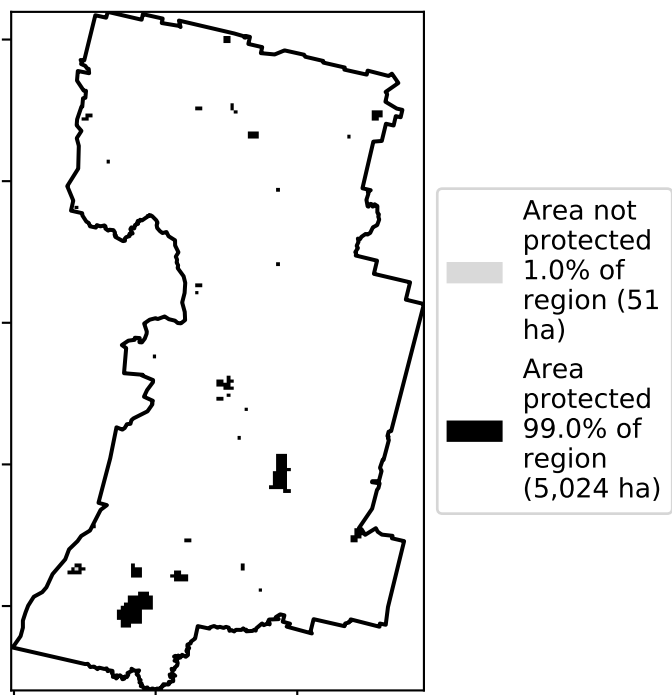 Area not
protected
1.0% of
region (51
ha)
Area
protected
99.0% of
region
(5,024 ha)